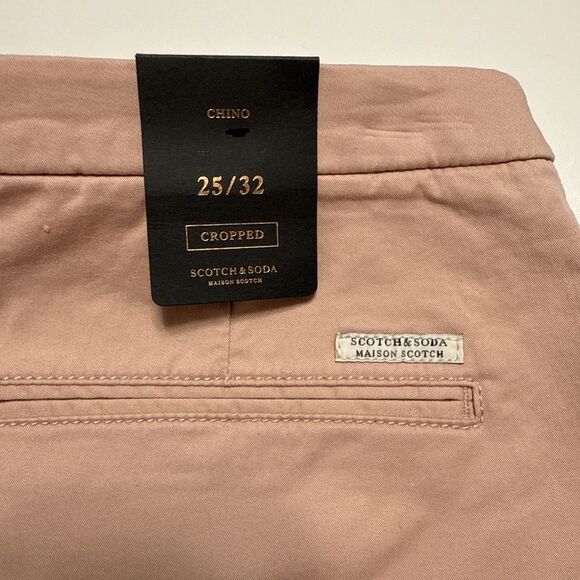 CHINO
25/32
CROPPED
SCOTCH & SODA
MAISON SCOTCH
SCOTCH&SODA
MAISON SCOTCH